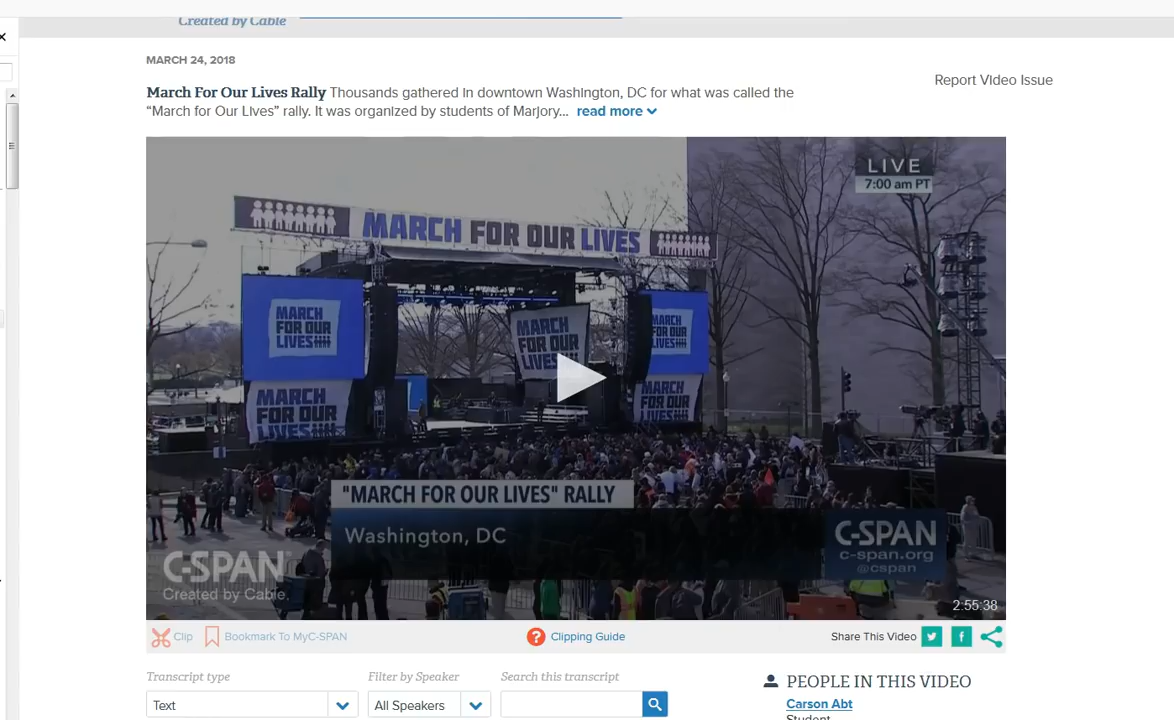 Created by Cable
MARCH 24, 2018
Report Video Issue
March For Our Lives Rally Thousands gathered in downtown Washington, DC for what was called the
“March for Our Lives” rally. It was organized by students of Marjory... read more
LIVE
7:00 am PT
MARCH FOR OUR LIVES
MARCH
FOR OUR
LIVES
MARCH
FOR OUR
LIVES
MARCH
FOR OUR
LIVES
MARCH
FOR OUR
LIVES
MARCH
FOR OUR
LIVES
"MARCH FOR OUR LIVES" RALLY
Washington, DC
C-SPAN
c-span.org
@cspan
C-SPAN
Created by Cable
2:55:38
Clip
Bookmark To MyC-SPAN
? Clipping Guide
Share This Video
Transcript type
Filter by Speaker
Search this transcript
PEOPLE IN THIS VIDEO
Text
All Speakers
Carson Abt
Student